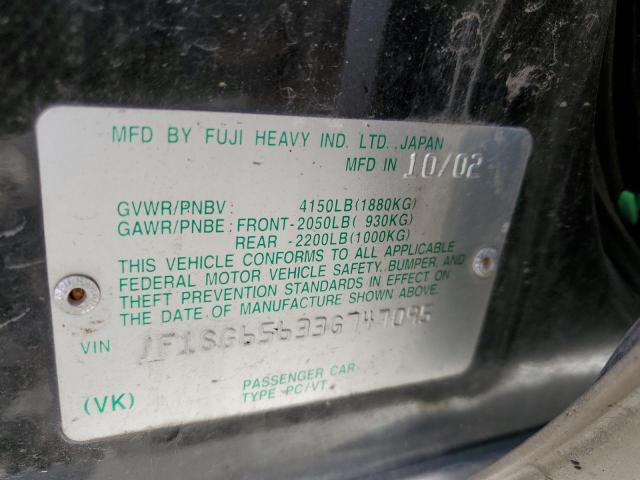 MFD BY FUJI HEAVY IND. LTD. JAPAN
MFD IN 10/02
GVWR/PNBV: 4150LB(1880KG)
GAWR/PNBE: FRONT-2050LB( 930KG)
REAR -2200LB(1000KG)
THIS VEHICLE CONFORMS TO ALL APPLICABLE
FEDERAL MOTOR VEHICLE SAFETY, BUMPER, AND
THEFT PREVENTION STANDARDS IN EFFECT ON
THE DATE OF MANUFACTURE SHOWN ABOVE.
VIN JF1SG65633G747095
PASSENGER CAR
(VK) TYPE PC/VT